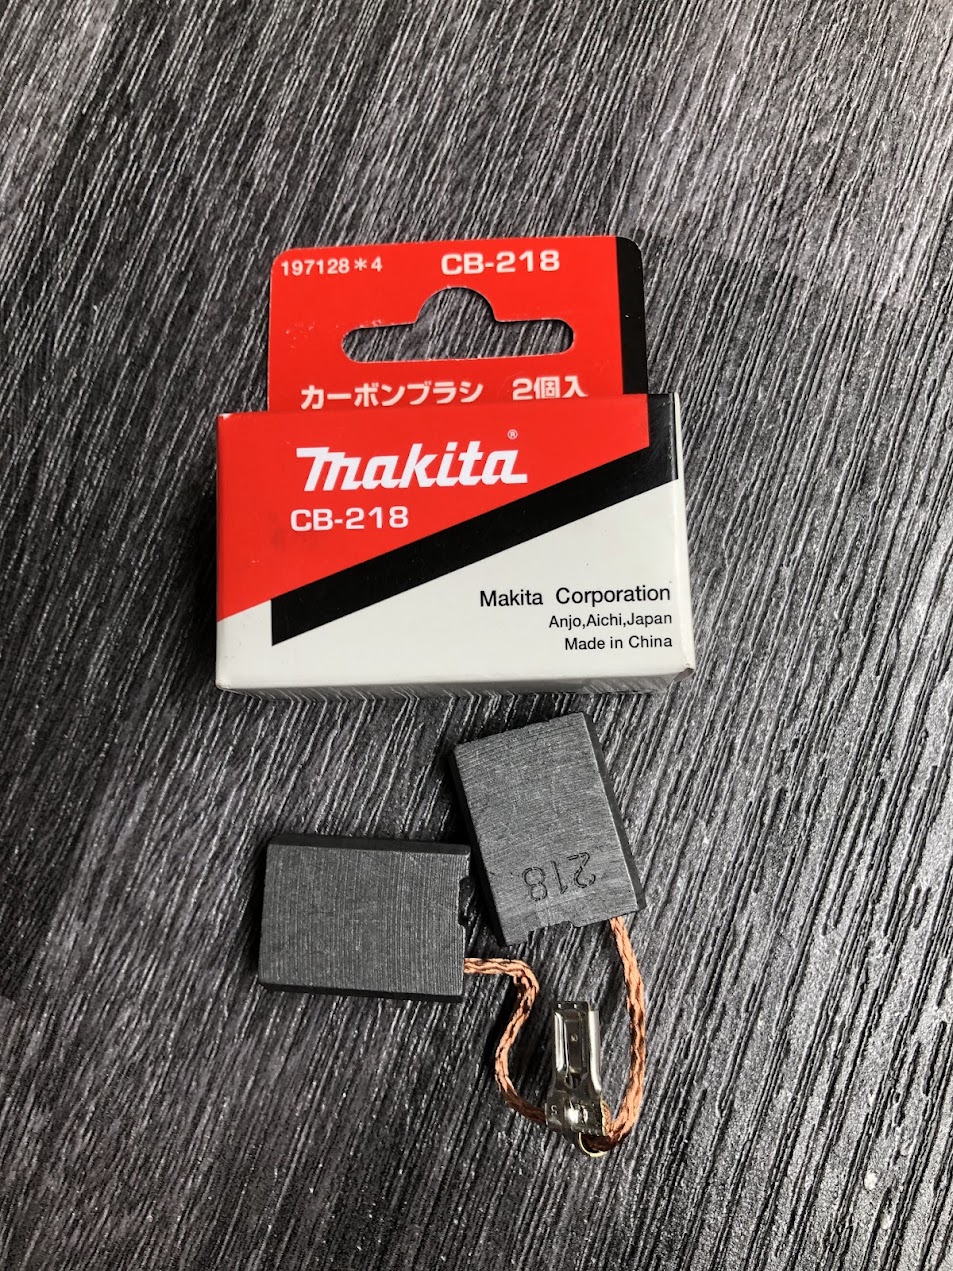 197128*4 CB-218
カーボンブラシ 2個入
makita®
CB-218
Makita Corporation
Anjo,Aichi,Japan
Made in China
218